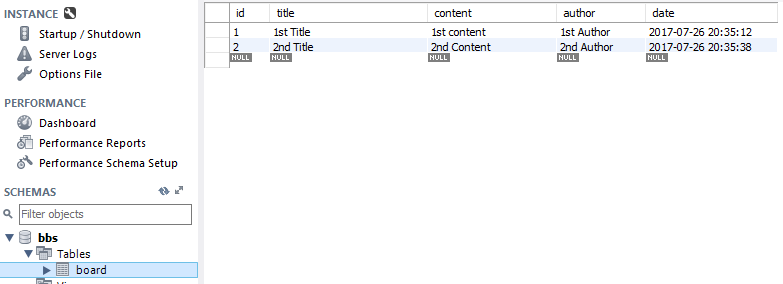 INSTANCE
Startup / Shutdown
Server Logs
Options File
PERFORMANCE
Dashboard
Performance Reports
Performance Schema Setup
SCHEMAS
Filter objects
bbs
Tables
board
id title content author date
1 1st Title 1st content 1st Author 2017-07-26 20:35:12
2 2nd Title 2nd Content 2nd Author 2017-07-26 20:35:38
NULL NULL NULL NULL NULL